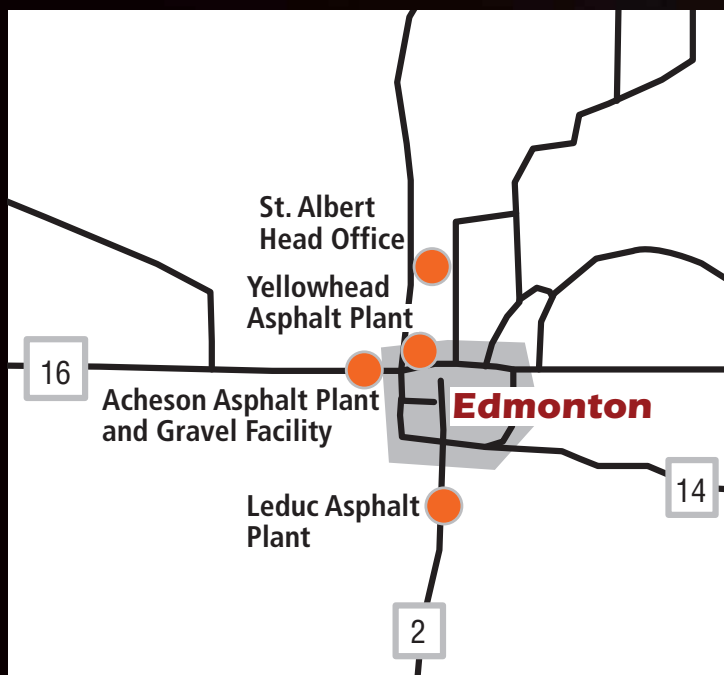 St. Albert
Head Office
Yellowhead
Asphalt Plant
16
Acheson Asphalt Plant
and Gravel Facility
Edmonton
14
Leduc Asphalt
Plant
2